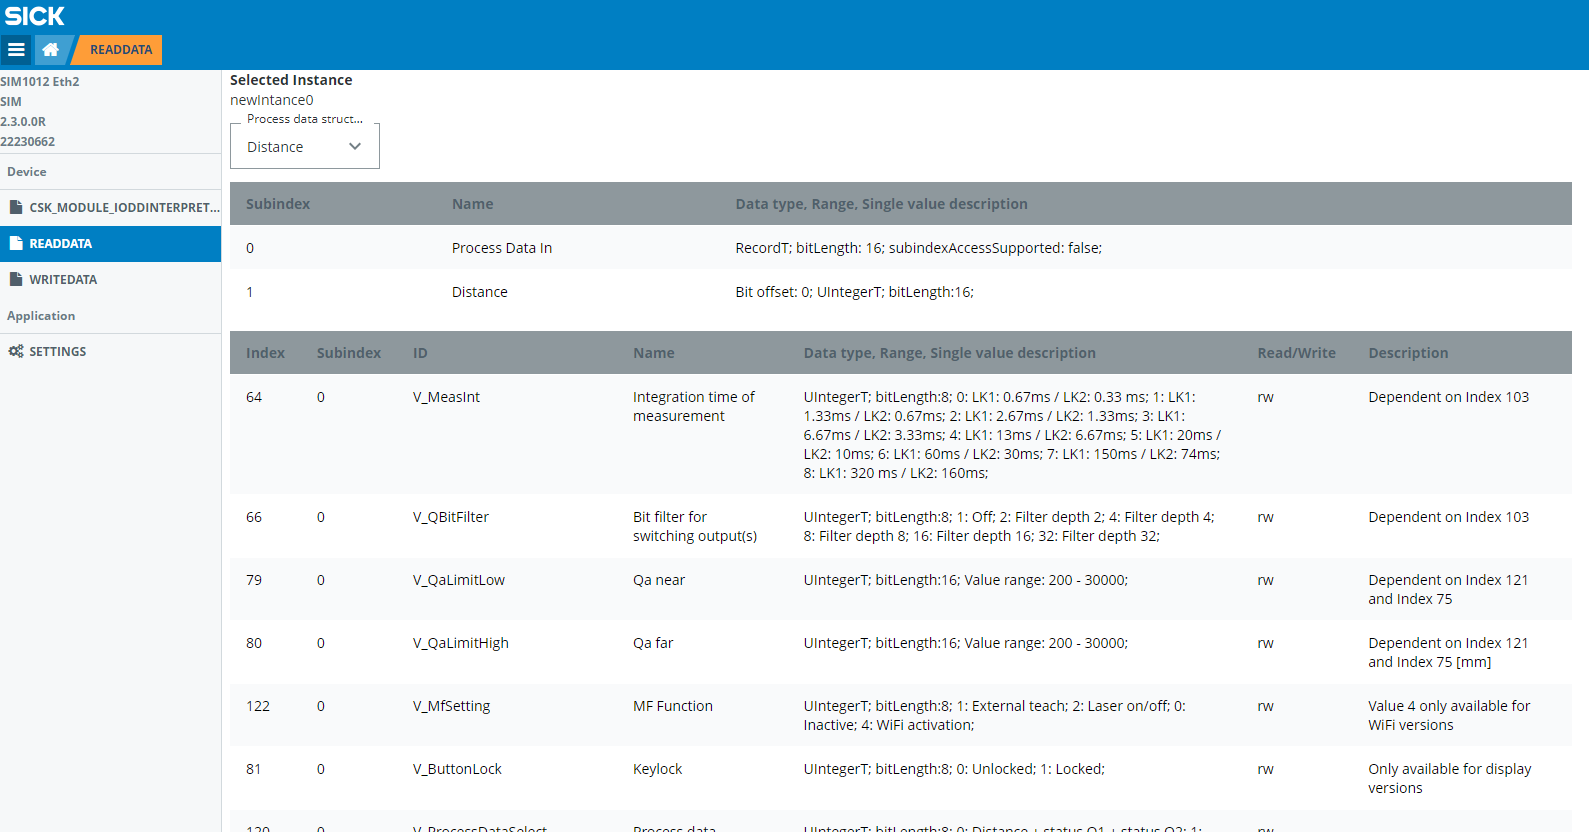 SICK
READDATA
SIM1012 Eth2
SIM
2.3.0.0R
22230662
Device
CSK_MODULE_IODDINTERPRET...
READDATA
WRITEDATA
Application
SETTINGS
Selected Instance
newIntance0
Process data struct...
Distance
Subindex Name Data type, Range, Single value description
0 Process Data In RecordT; bitLength: 16; subindexAccessSupported: false;
1 Distance Bit offset: 0; UIntegerT; bitLength:16;
Index Subindex ID Name Data type, Range, Single value description Read/Write Description
64 0 V_MeasInt Integration time of UIntegerT; bitLength:8; 0: LK1: 0.67ms / LK2: 0.33 ms; 1: LK1: rw Dependent on Index 103
measurement 1.33ms / LK2: 0.67ms; 2: LK1: 2.67ms / LK2: 1.33ms; 3: LK1:
6.67ms / LK2: 3.33ms; 4: LK1: 13ms / LK2: 6.67ms; 5: LK1: 20ms /
LK2: 10ms; 6: LK1: 60ms / LK2: 30ms; 7: LK1: 150ms / LK2: 74ms;
8: LK1: 320 ms / LK2: 160ms;
66 0 V_QBitFilter Bit filter for UIntegerT; bitLength:8; 1: Off; 2: Filter depth 2; 4: Filter depth 4; rw Dependent on Index 103
switching output(s) 8: Filter depth 8; 16: Filter depth 16; 32: Filter depth 32;
79 0 V_QaLimitLow Qa near UIntegerT; bitLength:16; Value range: 200 - 30000; rw Dependent on Index 121
and Index 75
80 0 V_QaLimitHigh Qa far UIntegerT; bitLength:16; Value range: 200 - 30000; rw Dependent on Index 121
and Index 75 [mm]
122 0 V_MfSetting MF Function UIntegerT; bitLength:8; 1: External teach; 2: Laser on/off; 0: rw Value 4 only available for
Inactive; 4: WiFi activation; WiFi versions
81 0 V_ButtonLock Keylock UIntegerT; bitLength:8; 0: Unlocked; 1: Locked; rw Only available for display
versions
120 0 V_ProcessDataSelect Process data UIntegerT; bitLength:8; 0: Distance + status Q1 + status Q2; 1: rw